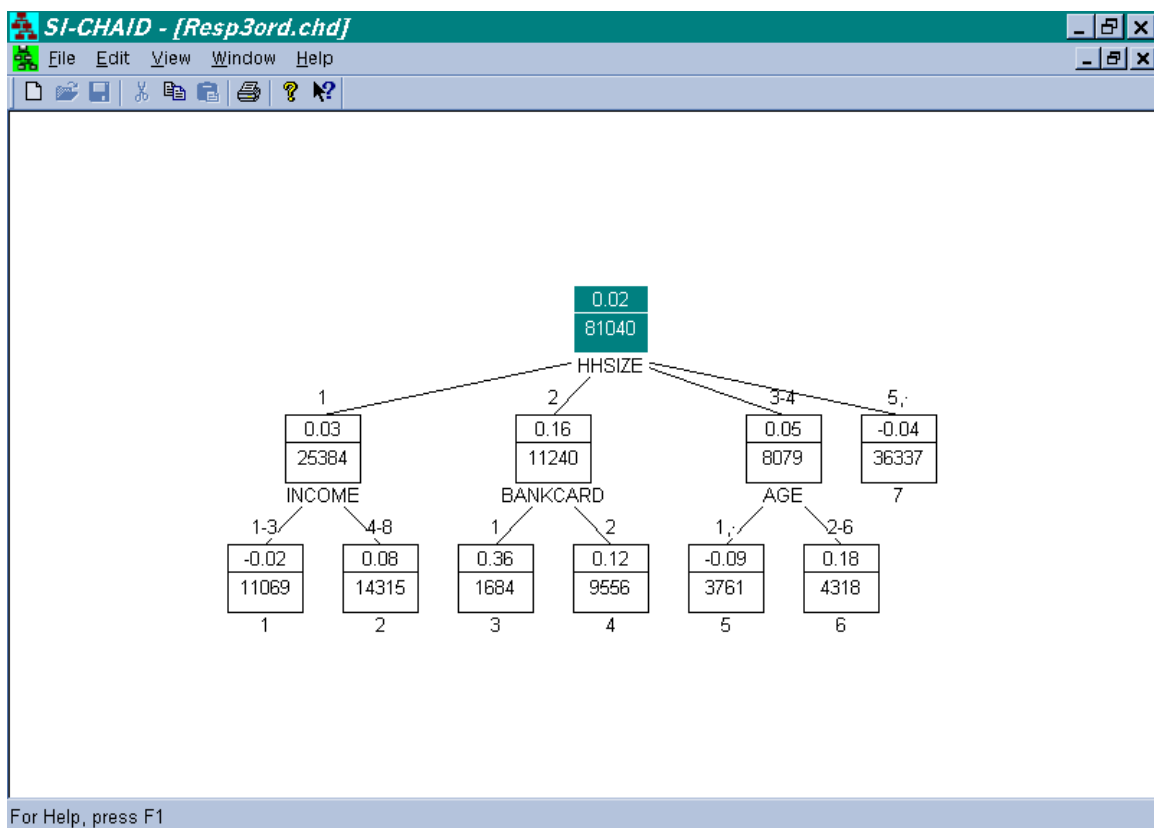 SI-CHAID - [Resp3ord.chd]
File Edit View Window Help
0.02
81040
HHSIZE
1 2 3-4 5,.
0.03 0.16 0.05 -0.04
25384 11240 8079 36337
INCOME BANKCARD AGE 7
1-3 4-8 1 2 1,. 2-6
-0.02 0.08 0.36 0.12 -0.09 0.18
11069 14315 1684 9556 3761 4318
1 2 3 4 5 6
For Help, press F1